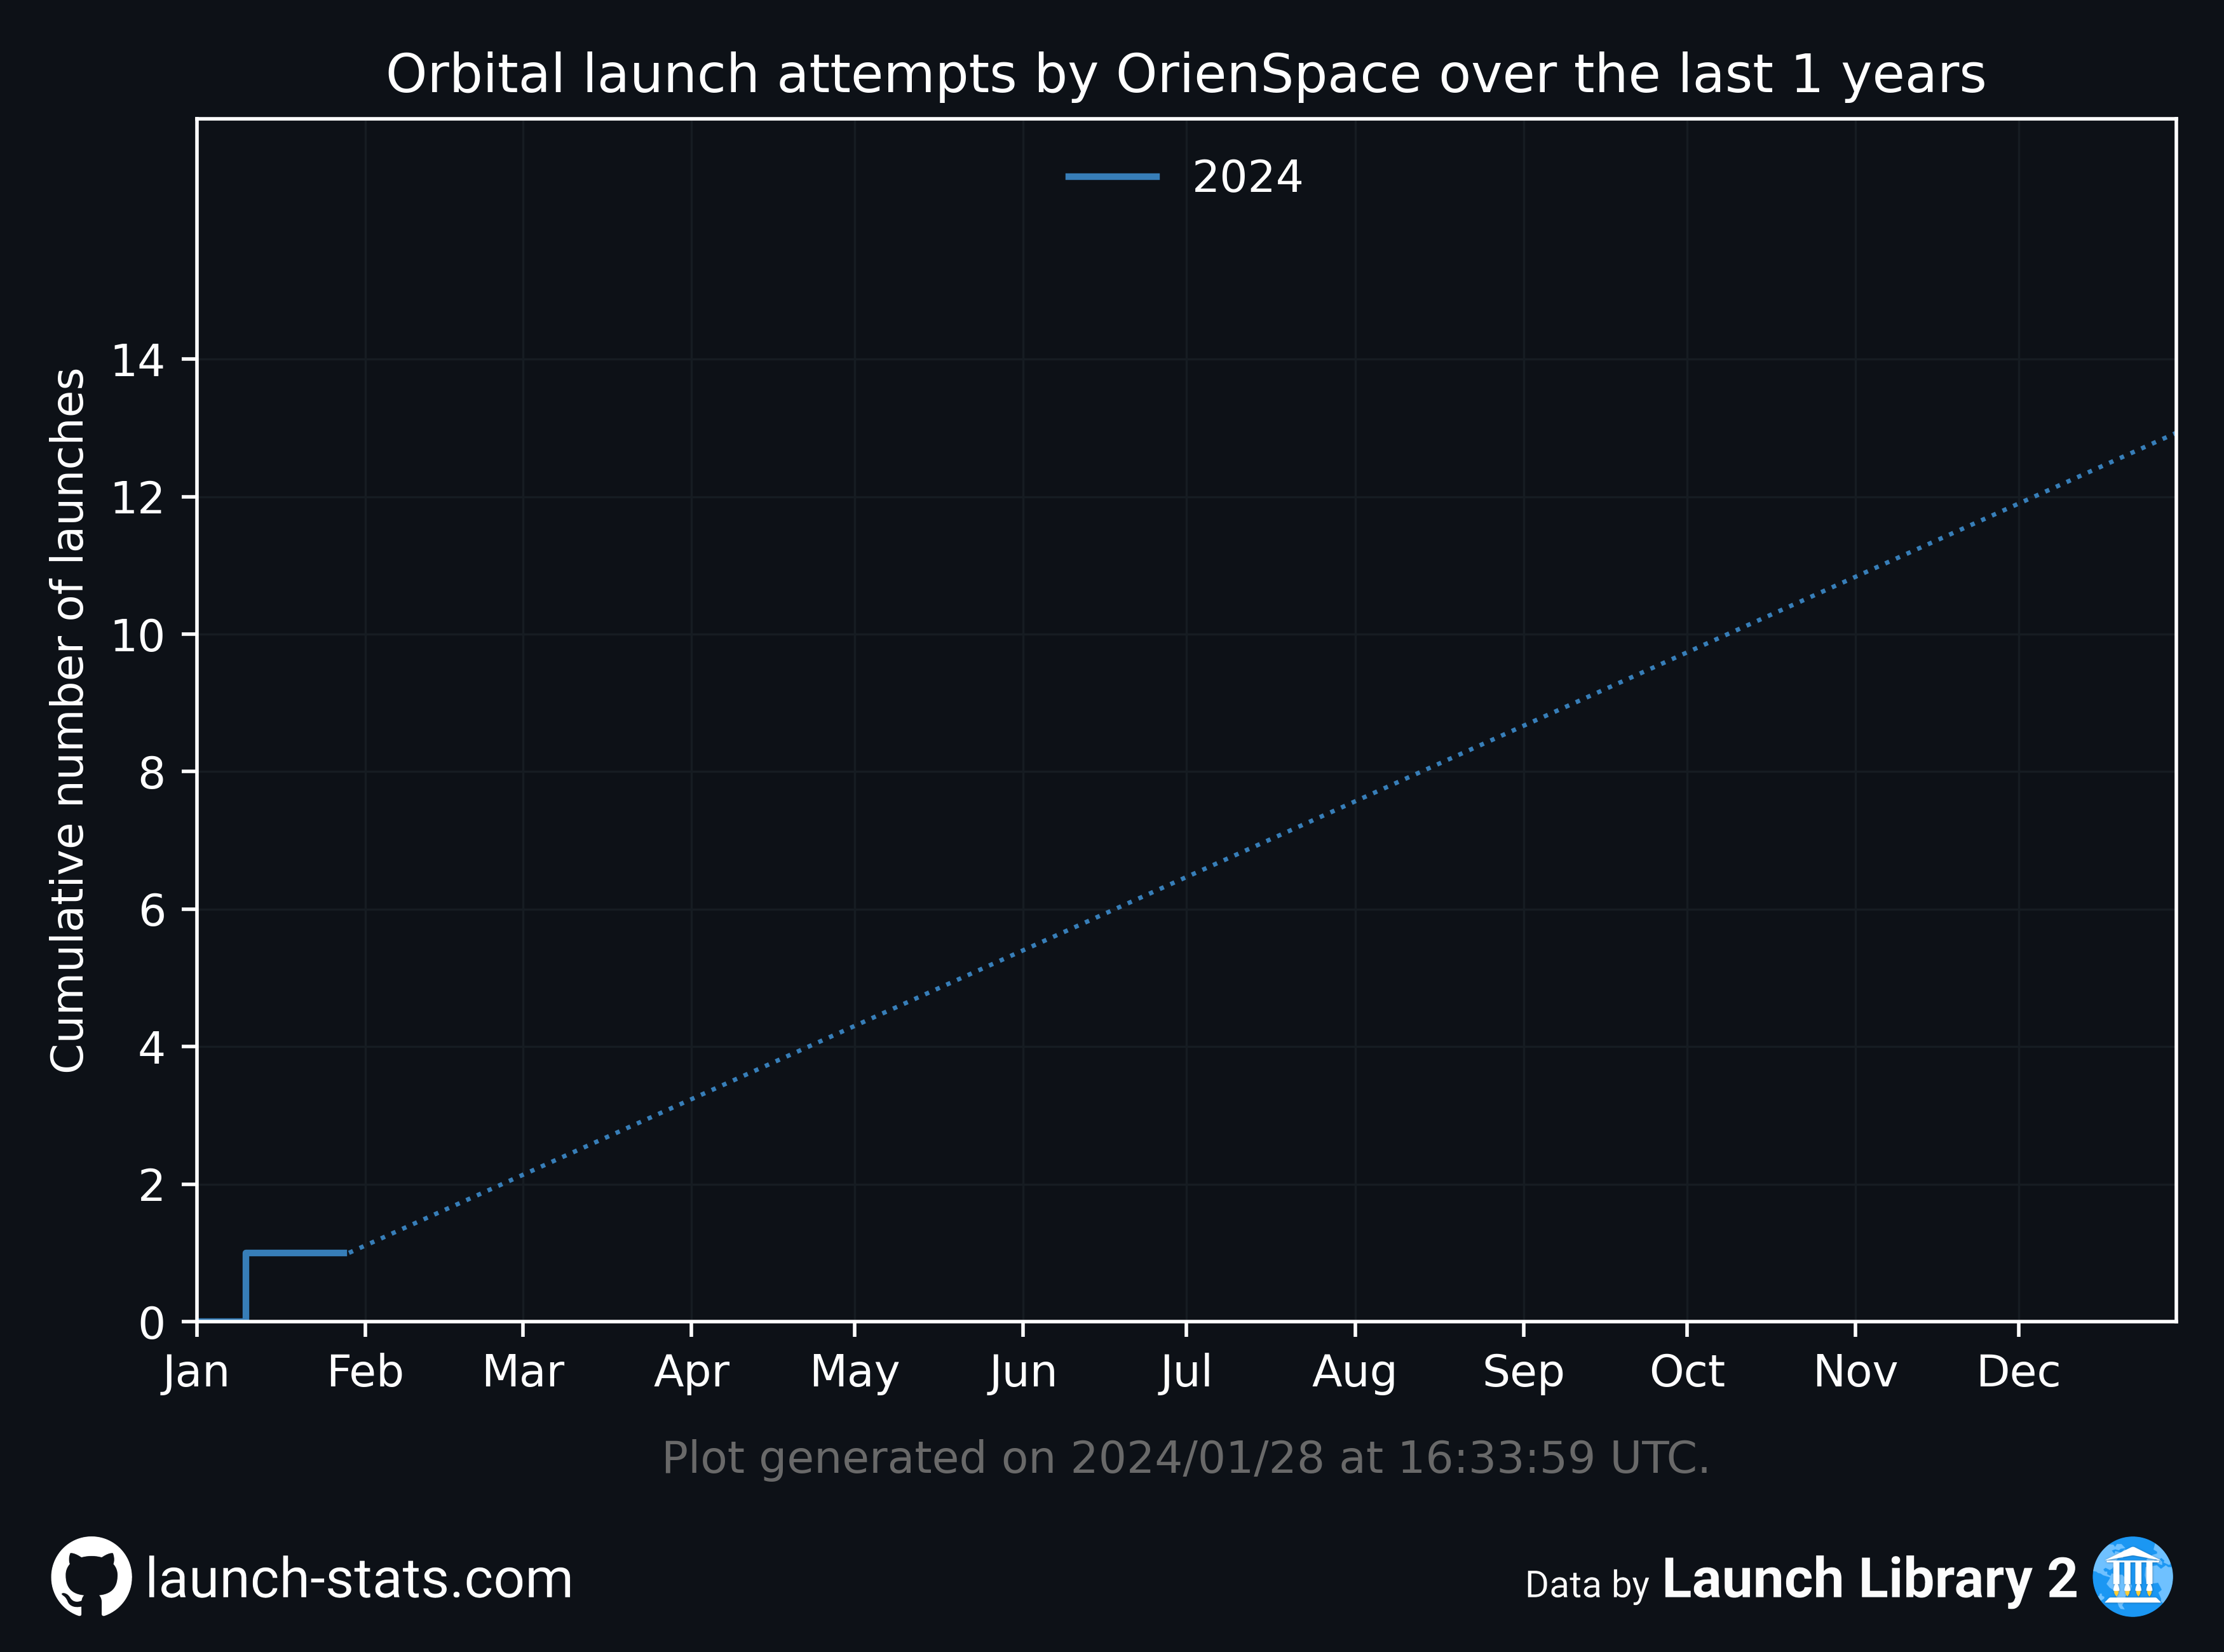 Orbital launch attempts by OrienSpace over the last 1 years
2024
Cumulative number of launches
14
12
10
8
6
4
2
0
Jan Feb Mar Apr May Jun Jul Aug Sep Oct Nov Dec
Plot generated on 2024/01/28 at 16:33:59 UTC.
launch-stats.com
Data by Launch Library 2